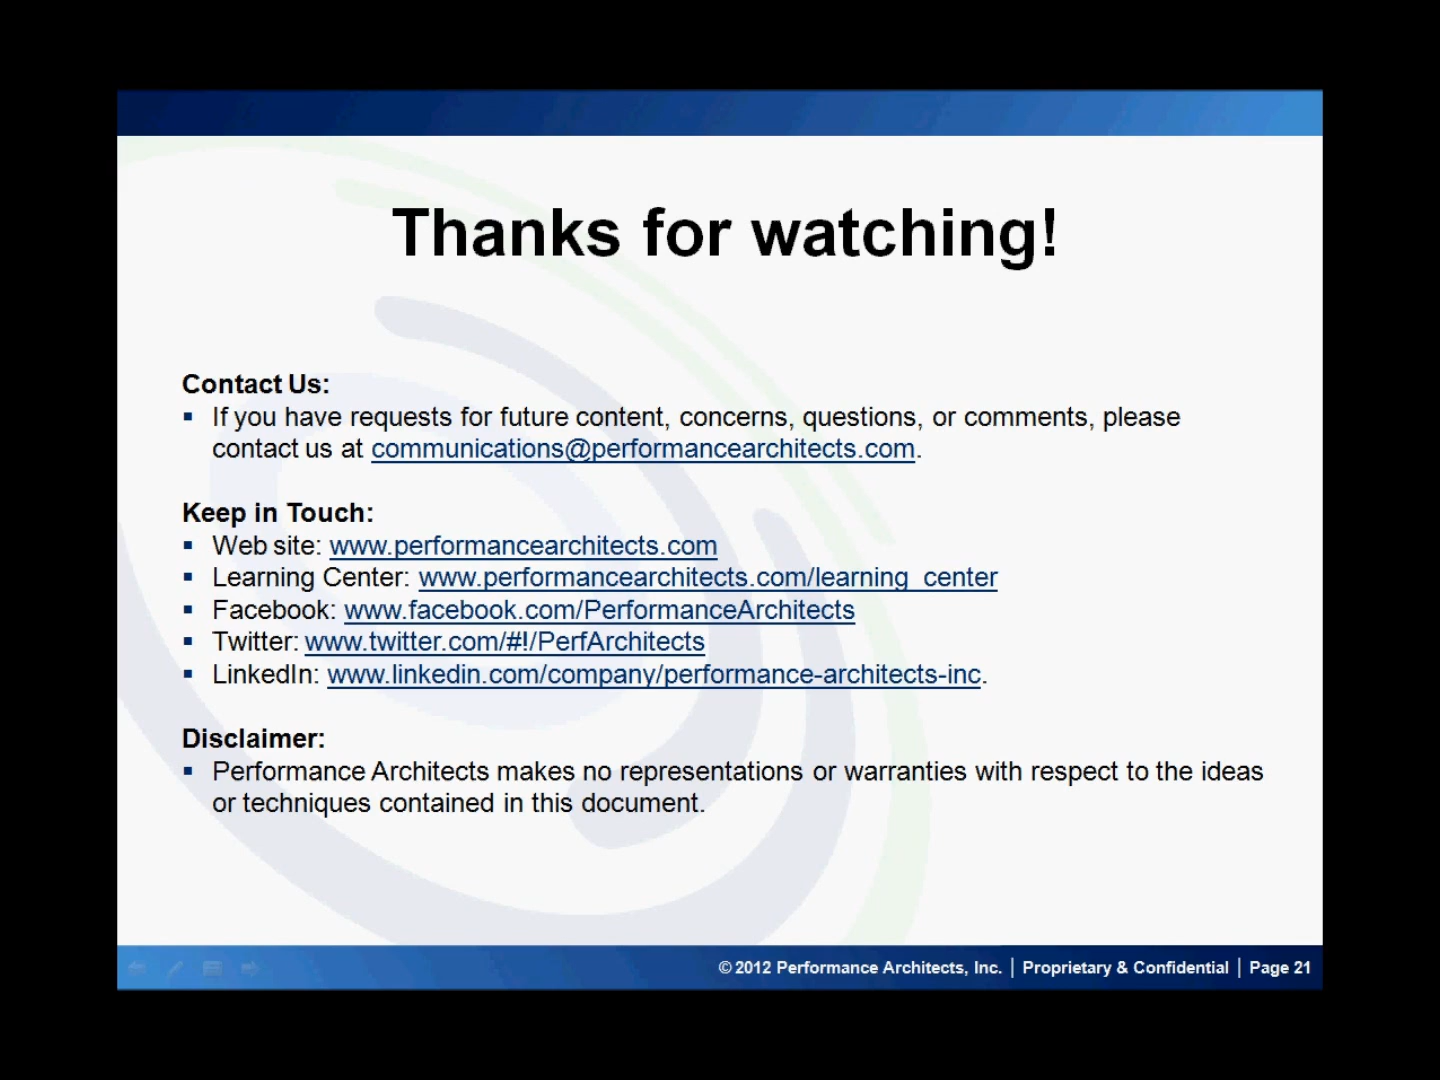 Thanks for watching!
Contact Us:
▪ If you have requests for future content, concerns, questions, or comments, please
contact us at communications@performancearchitects.com.
Keep in Touch:
▪ Web site: www.performancearchitects.com
▪ Learning Center: www.performancearchitects.com/learning_center
▪ Facebook: www.facebook.com/PerformanceArchitects
▪ Twitter: www.twitter.com/#!/PerfArchitects
▪ LinkedIn: www.linkedin.com/company/performance-architects-inc.
Disclaimer:
▪ Performance Architects makes no representations or warranties with respect to the ideas
or techniques contained in this document.
© 2012 Performance Architects, Inc. | Proprietary & Confidential | Page 21